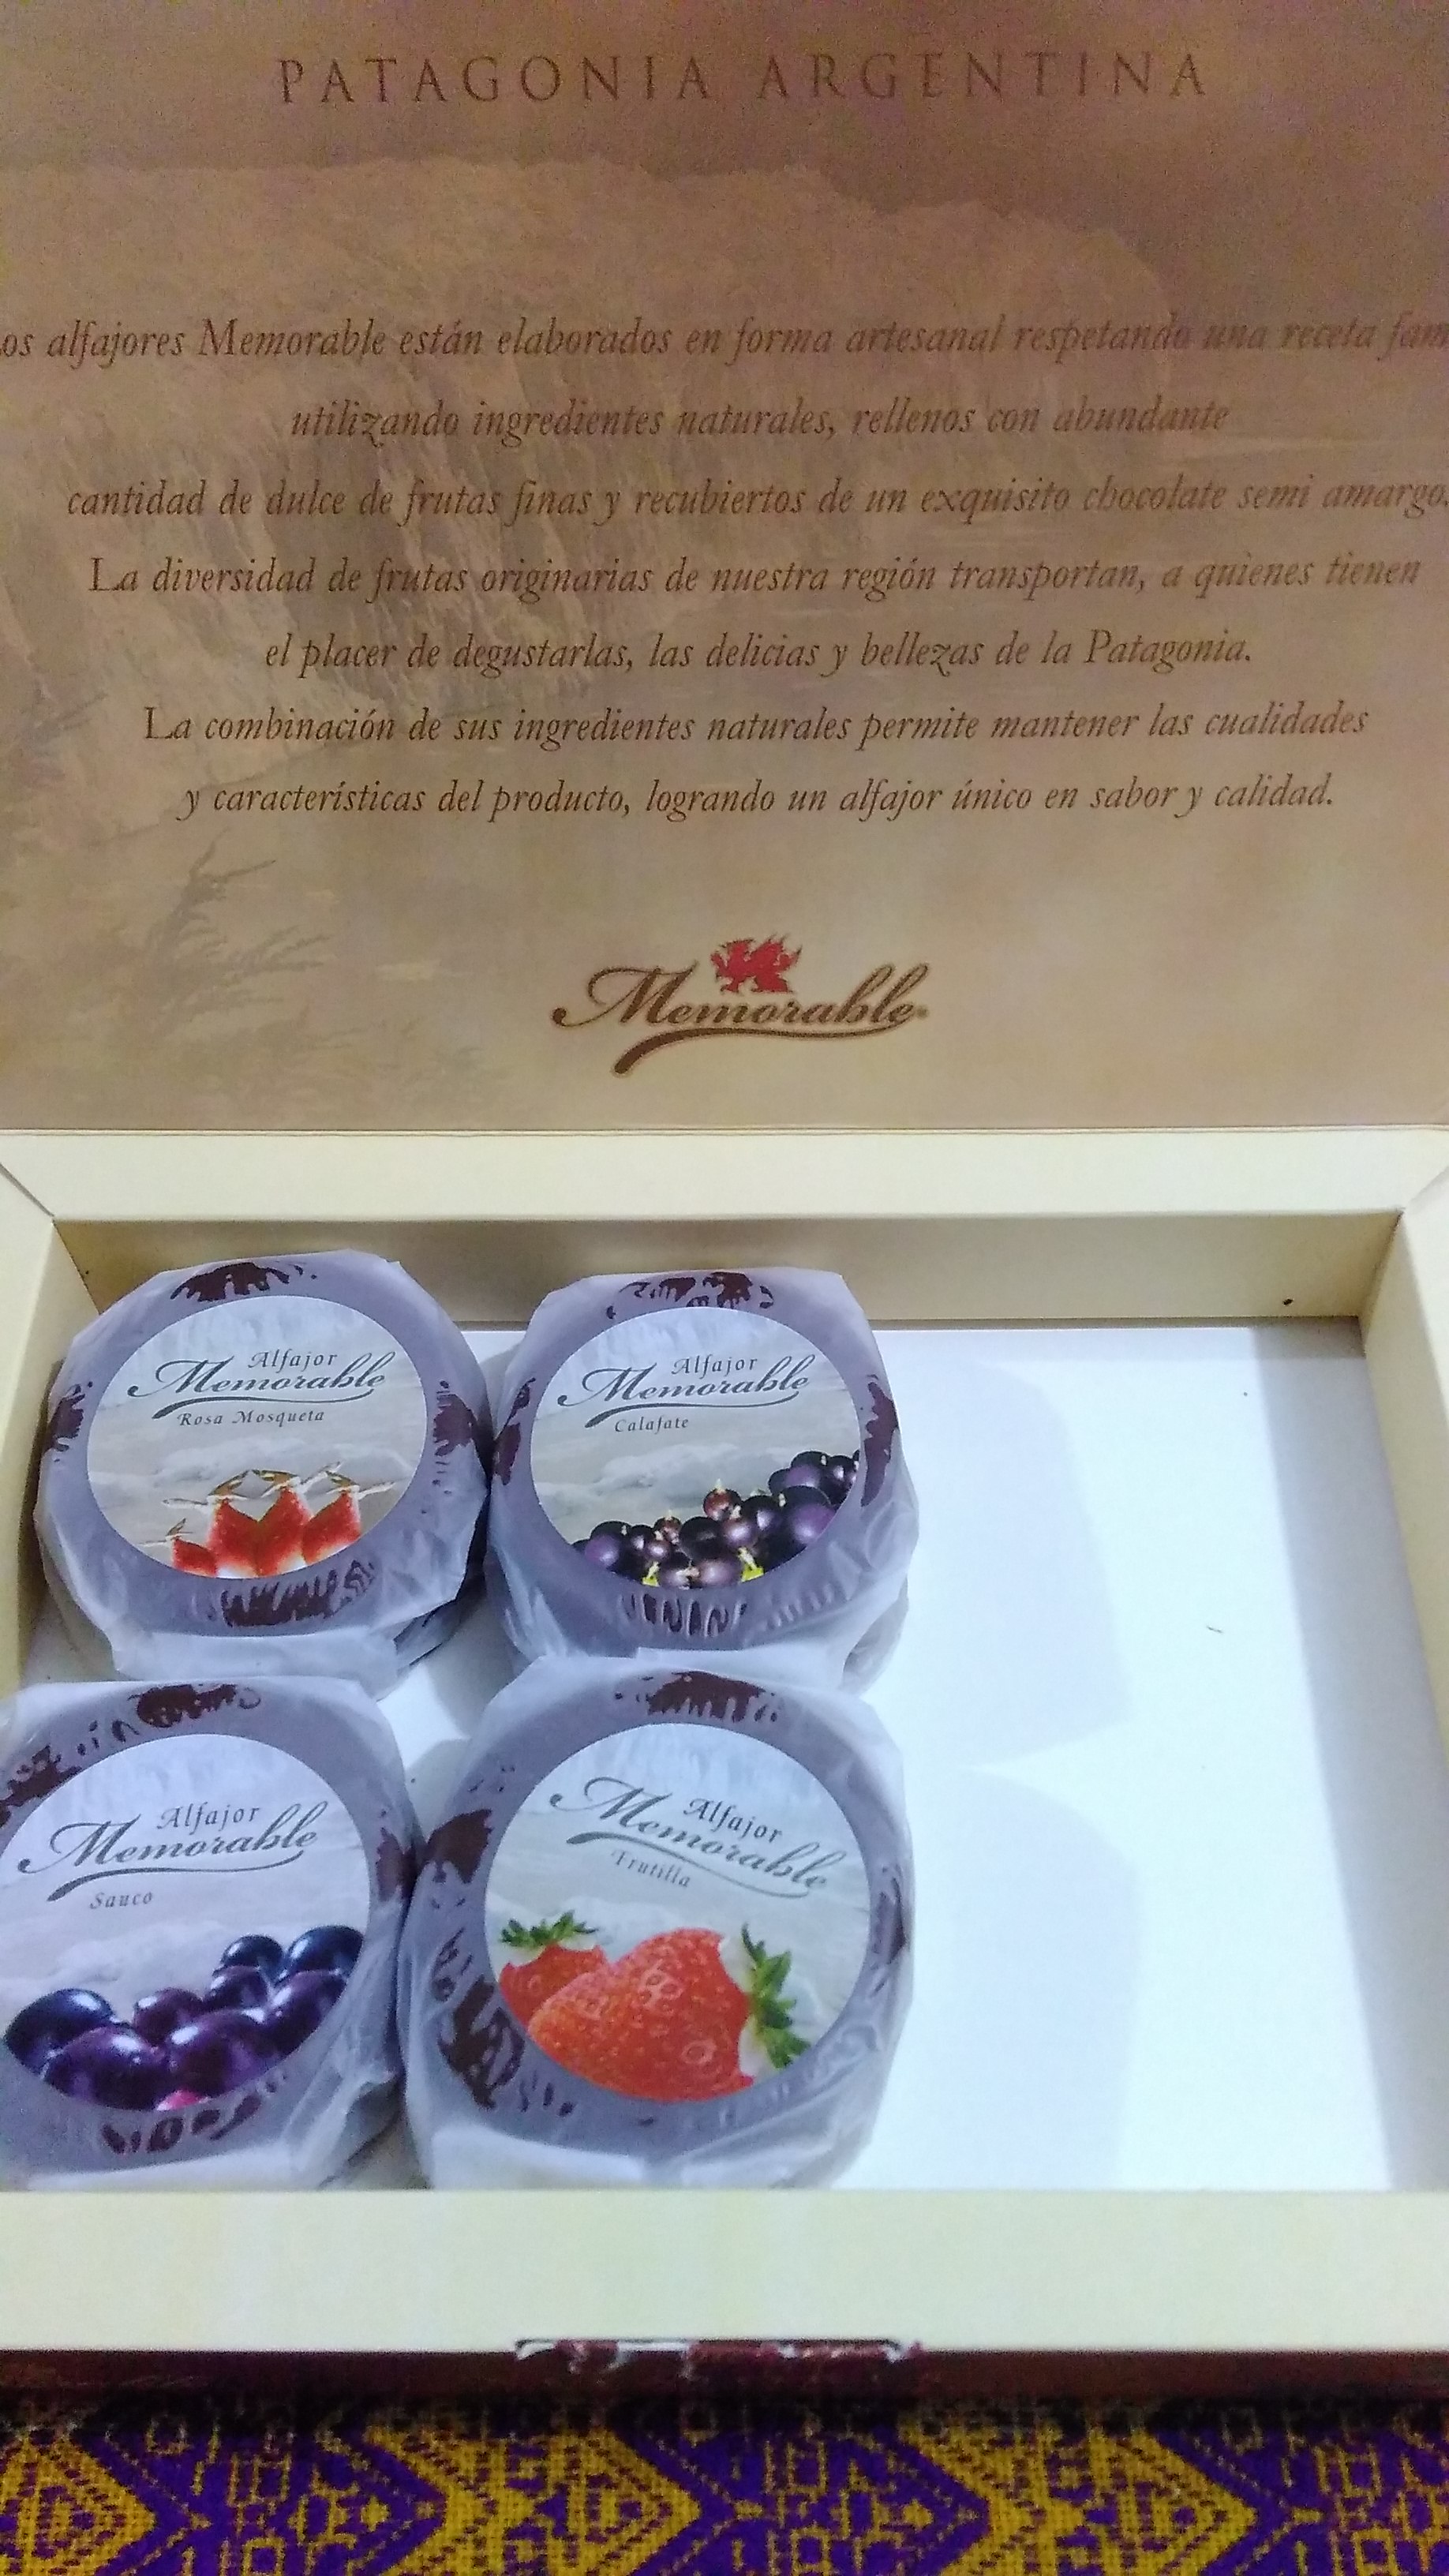 PATAGONIA ARGENTINA
os alfajores Memorable están elaborados en forma artesanal respetando una receta fam
utilizando ingredientes naturales, rellenos con abundante
cantidad de dulce de frutas finas y recubiertos de un exquisito chocolate semi amargo.
La diversidad de frutas originarias de nuestra región transportan, a quienes tienen
el placer de degustarlas, las delicias y bellezas de la Patagonia.
La combinación de sus ingredientes naturales permite mantener las cualidades
y características del producto, logrando un alfajor único en sabor y calidad.
Memorable
Alfajor
Memorable
Rosa Mosqueta
Alfajor
Memorable
Calafate
Alfajor
Memorable
Sauco
Alfajor
Memorable
Frutilla